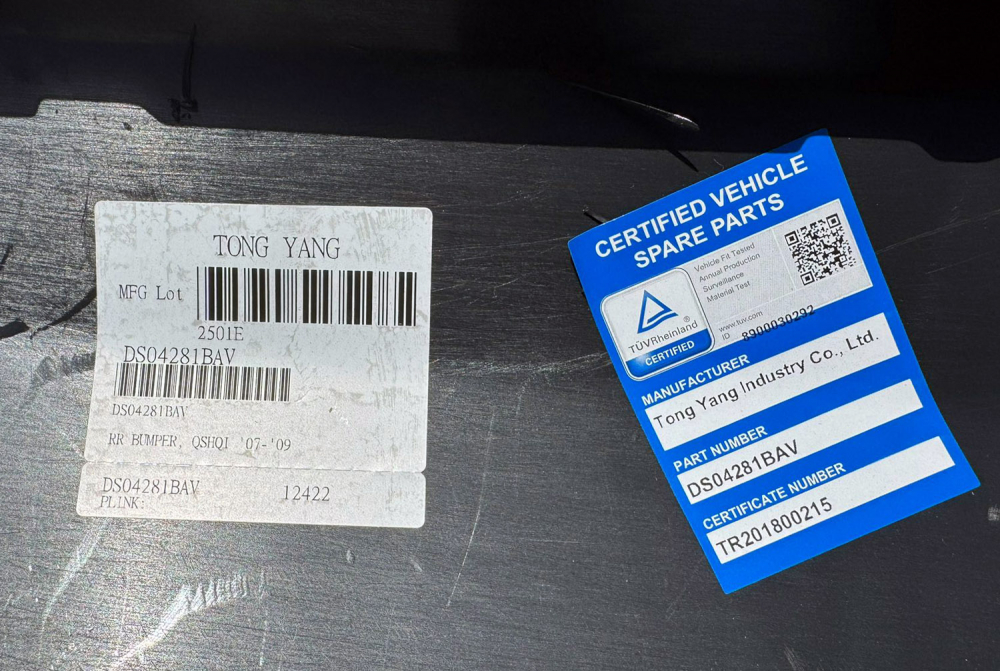 TONG YANG
MFG Lot
2501E
DS04281BAV
DS04281BAV
RR BUMPER, QSHQI '07-'09
DS04281BAV 12422
PLINK:
CERTIFIED VEHICLE
SPARE PARTS
Vehicle Fit Tested
Annual Production
Surveillance
Material Test
TÜVRheinland®
CERTIFIED
www.tuv.com
ID 8900030292
MANUFACTURER
Tong Yang Industry Co., Ltd.
PART NUMBER
DS04281BAV
CERTIFICATE NUMBER
TR201800215